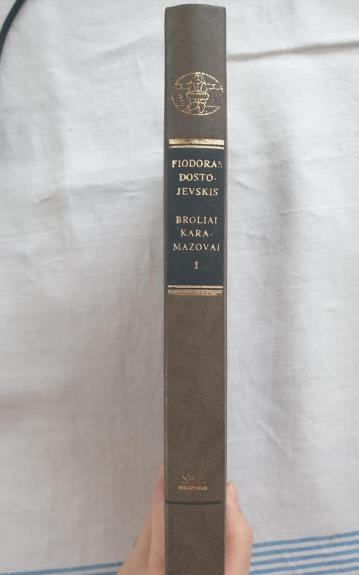 FIODORAS
DOSTO-
JEVSKIS
BROLIAI
KARA-
MAZOVAI
I